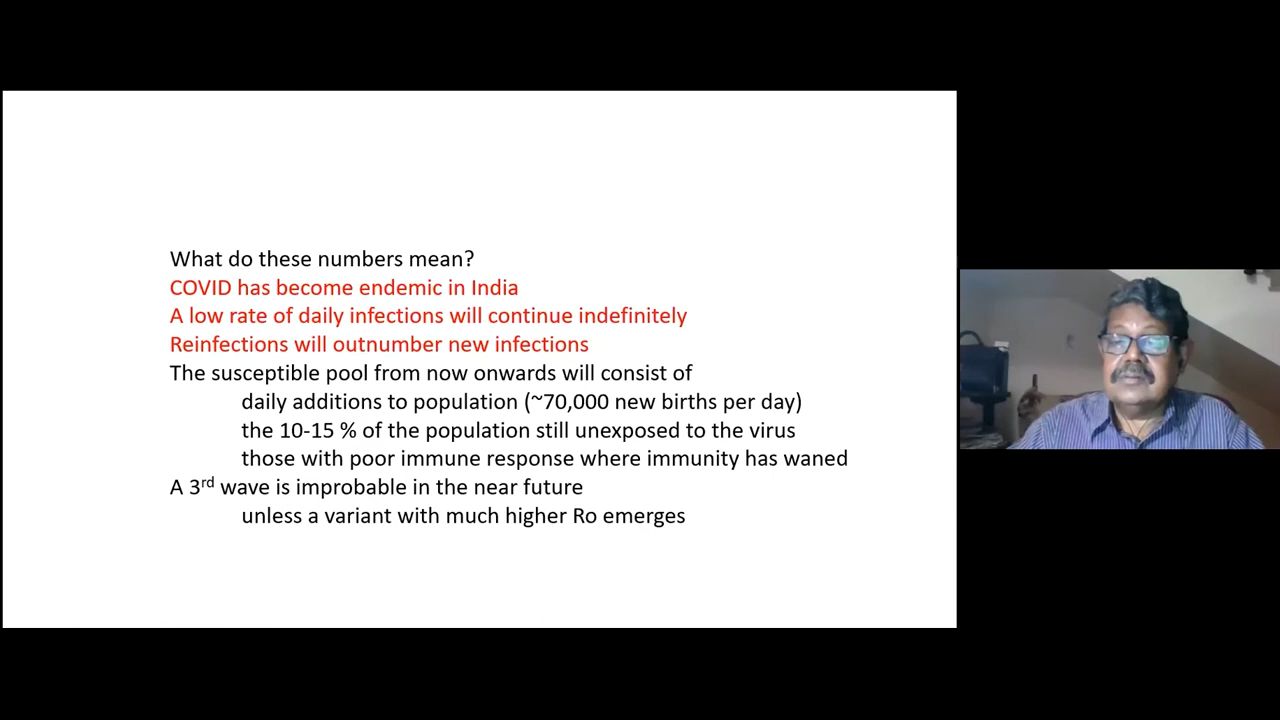 What do these numbers mean?
COVID has become endemic in India
A low rate of daily infections will continue indefinitely
Reinfections will outnumber new infections
The susceptible pool from now onwards will consist of
daily additions to population (~70,000 new births per day)
the 10-15 % of the population still unexposed to the virus
those with poor immune response where immunity has waned
A 3rd wave is improbable in the near future
unless a variant with much higher Ro emerges